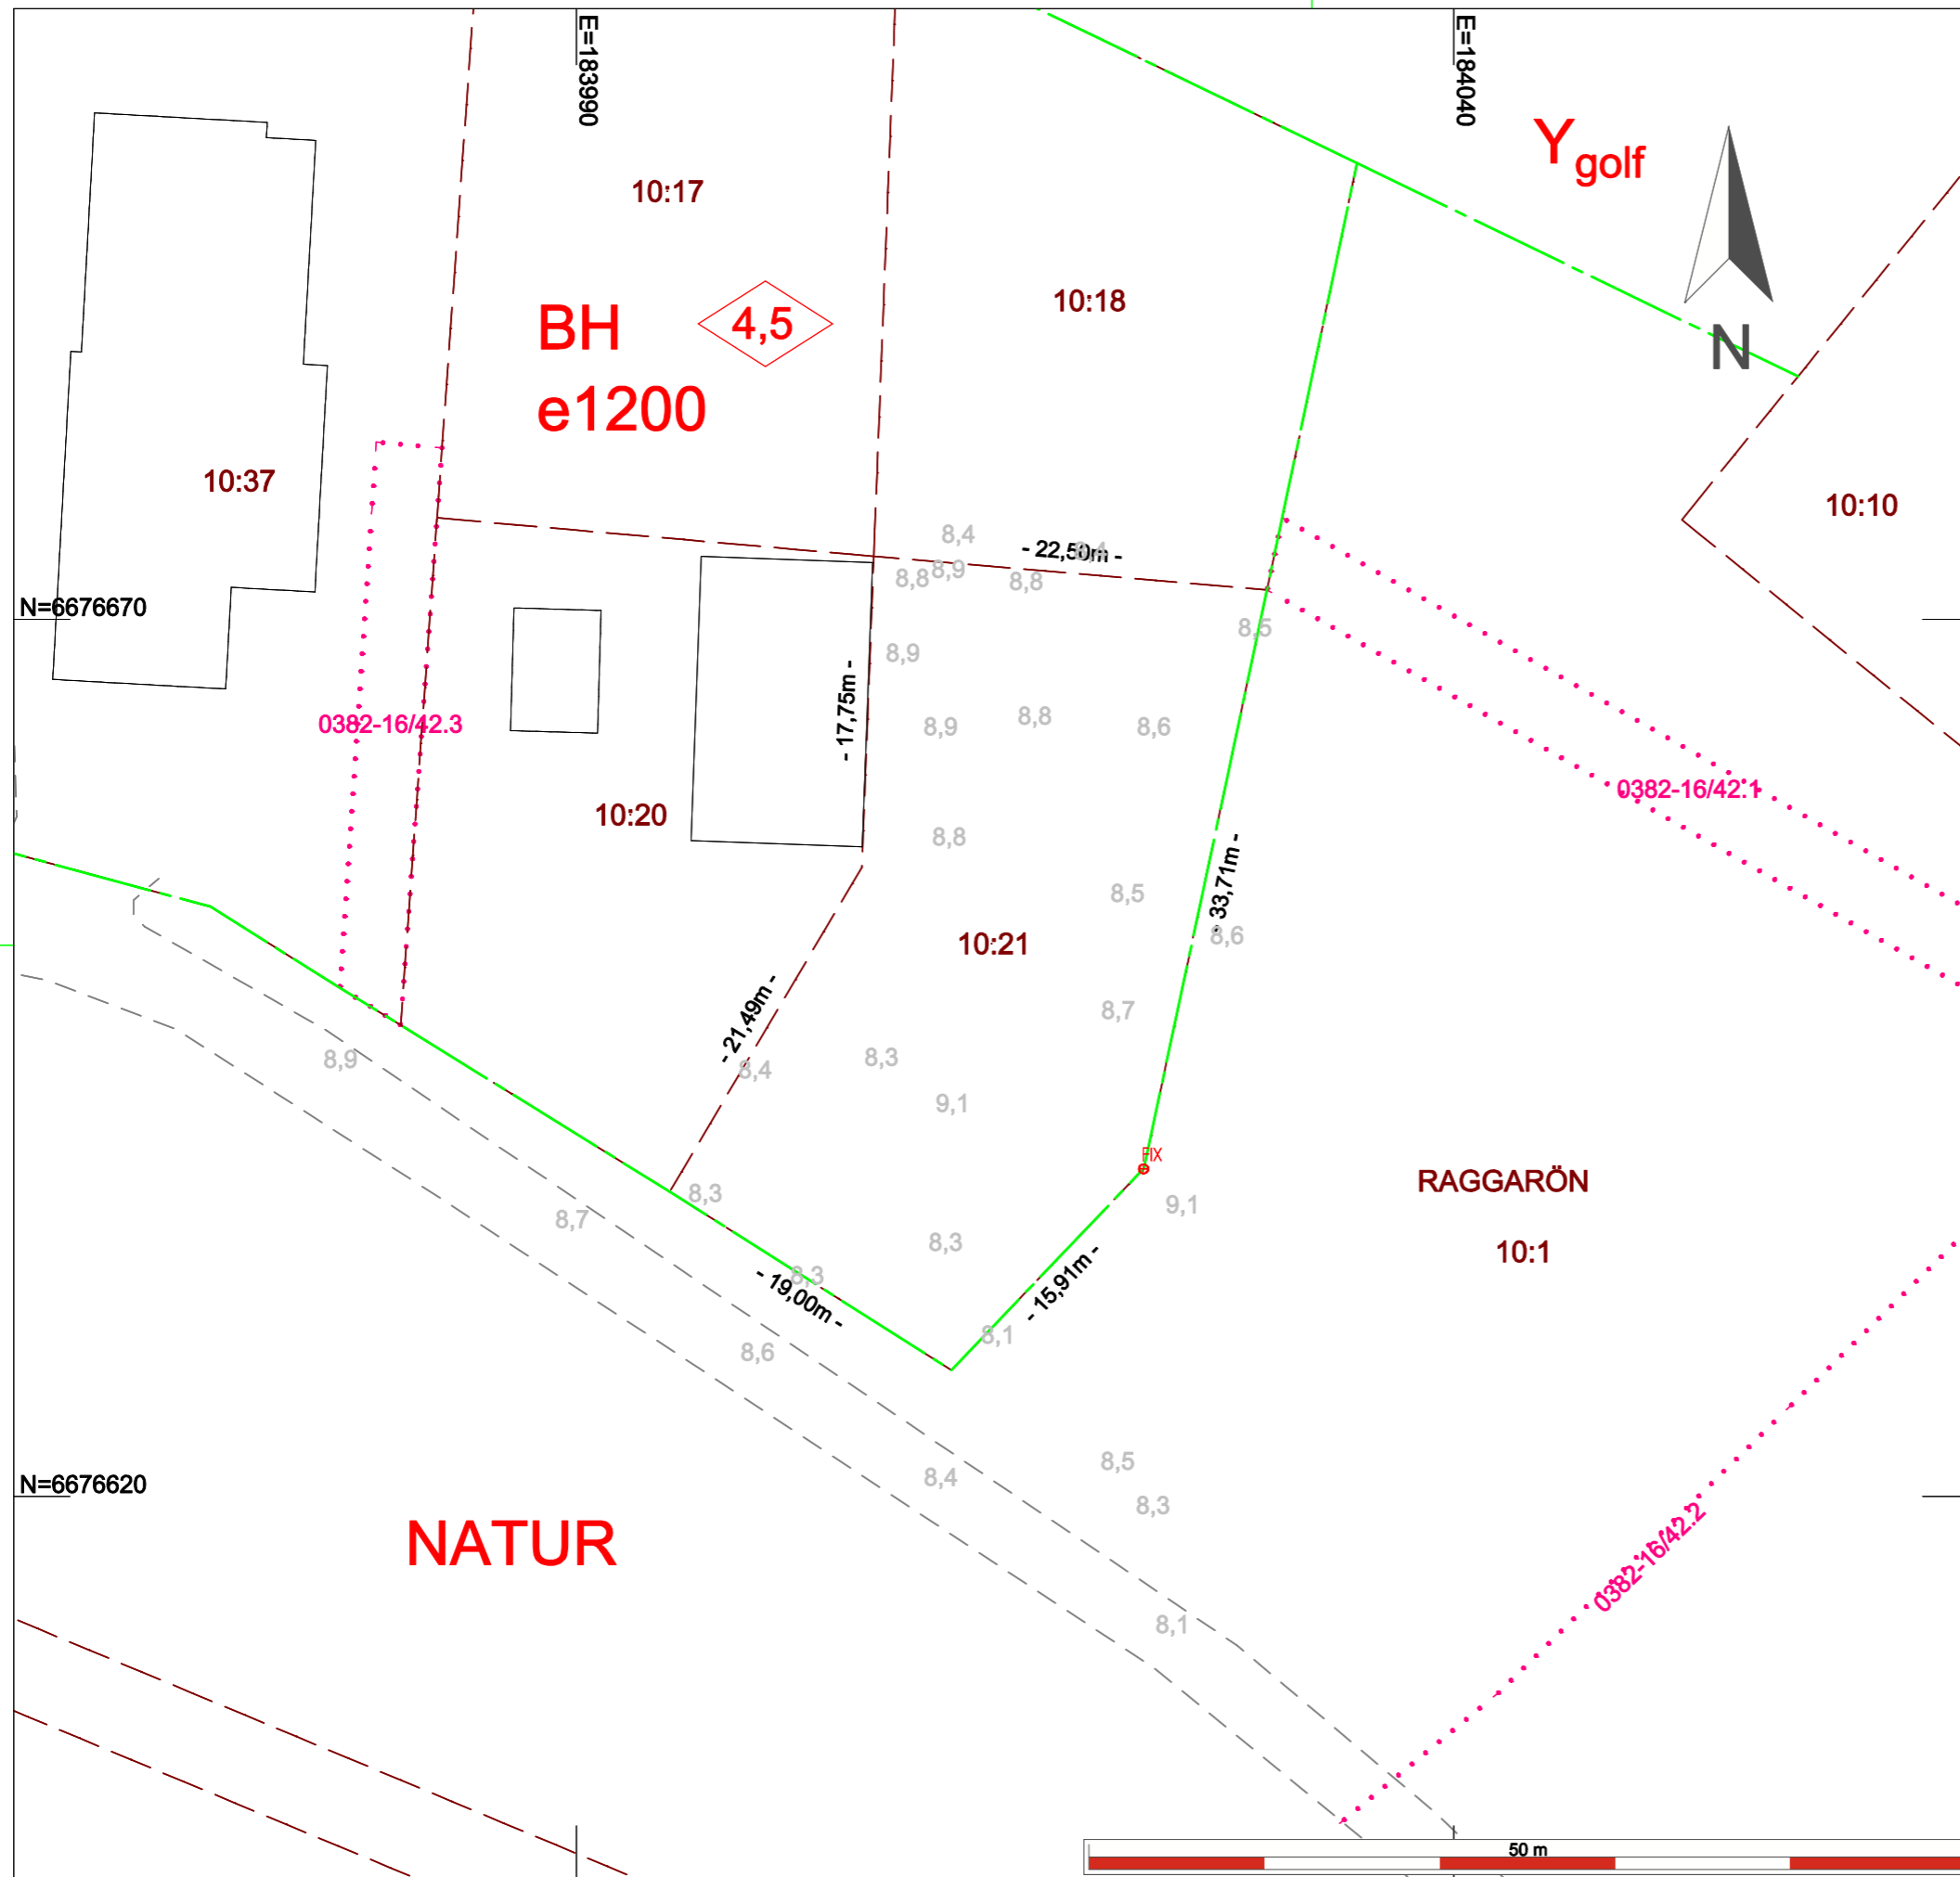 E=183990
E=184040
Y golf
10:17
10:18
BH
4,5
e1200
N
10:37
10:10
8,4
- 22,50m -
8,4
8,8
8,9
8,8
N=6676670
8,5
8,9
- 17,75m -
0382-16/42.3
8,9
8,8
8,6
0382-16/42.1
10:20
8,8
- 33,71m -
8,5
8,6
10:21
- 21,49m -
8,7
8,9
8,4
8,3
9,1
FIX
RAGGARÖN
8,3
9,1
8,7
8,3
10:1
8,3
- 19,00m -
- 15,91m -
8,1
8,6
8,5
8,4
N=6676620
8,3
NATUR
0382-16/42.2
8,1
50 m